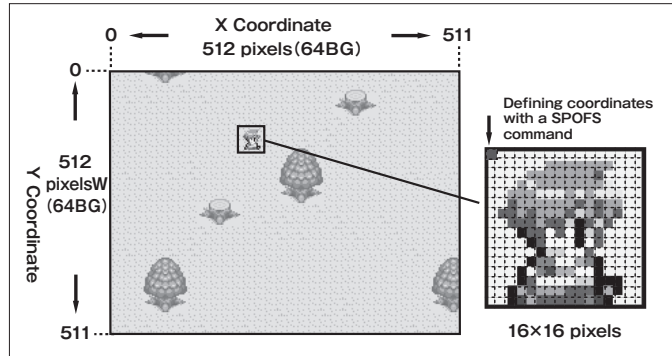 X Coordinate
0
512 pixels(64BG)
511
0
Y Coordinate
512
pixelsW
(64BG)
511
Defining coordinates
with a SPOFS
command
16×16 pixels